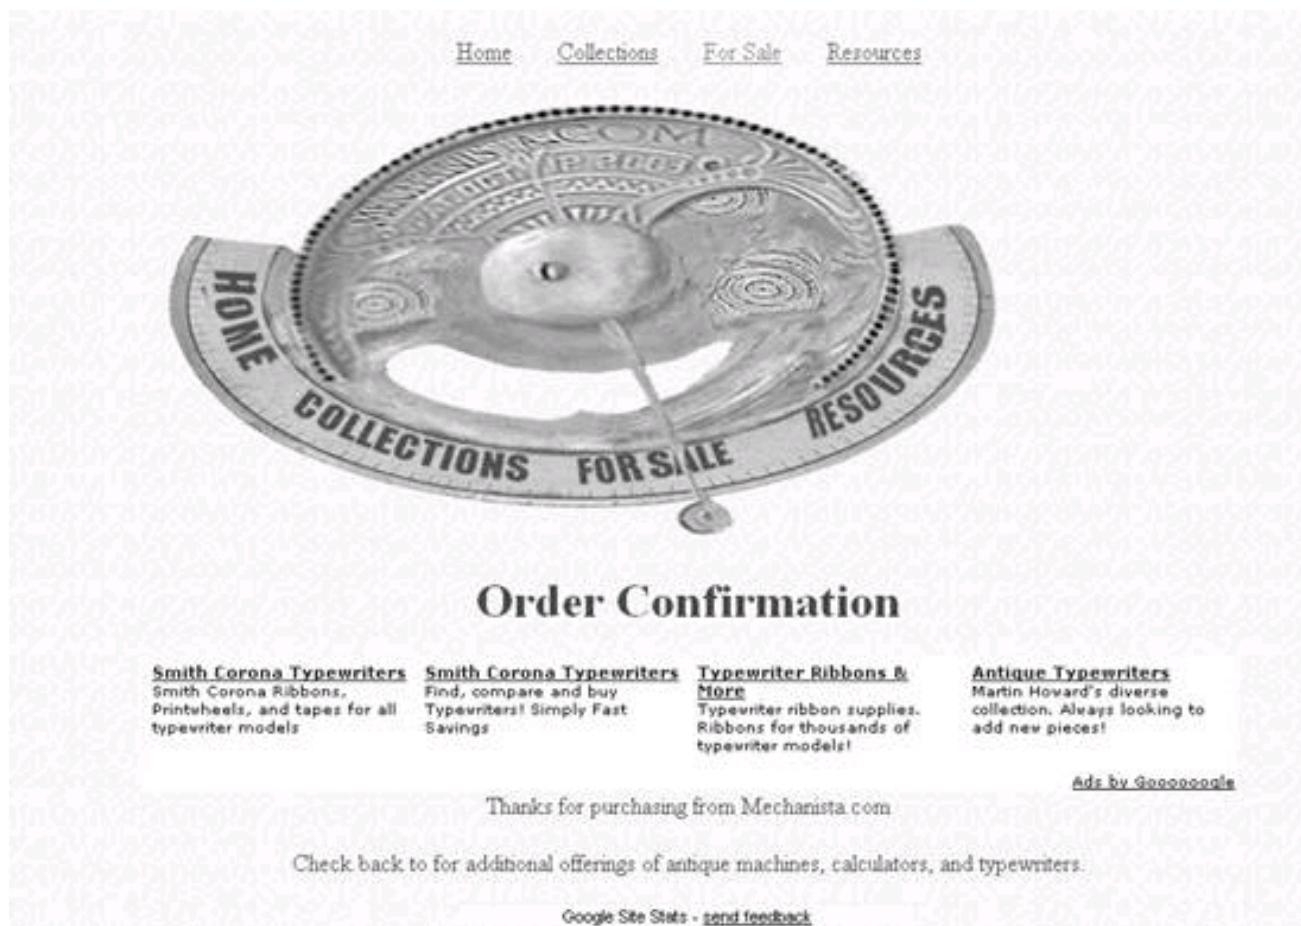 Home Collections For Sale Resources
HOME
COLLECTIONS
FOR SALE
RESOURCES
Order Confirmation
Smith Corona Typewriters
Smith Corona Ribbons,
Printwheels, and tapes for all
typewriter models
Smith Corona Typewriters
Find, compare and buy
Typewriters! Simply Fast
Savings
Typewriter Ribbons &
More
Typewriter ribbon supplies.
Ribbons for thousands of
typewriter models!
Antique Typewriters
Martin Howard's diverse
collection. Always looking to
add new pieces!
Ads by Goooooogle
Thanks for purchasing from Mechanista.com
Check back to for additional offerings of antique machines, calculators, and typewriters.
Google Site Stats - send feedback